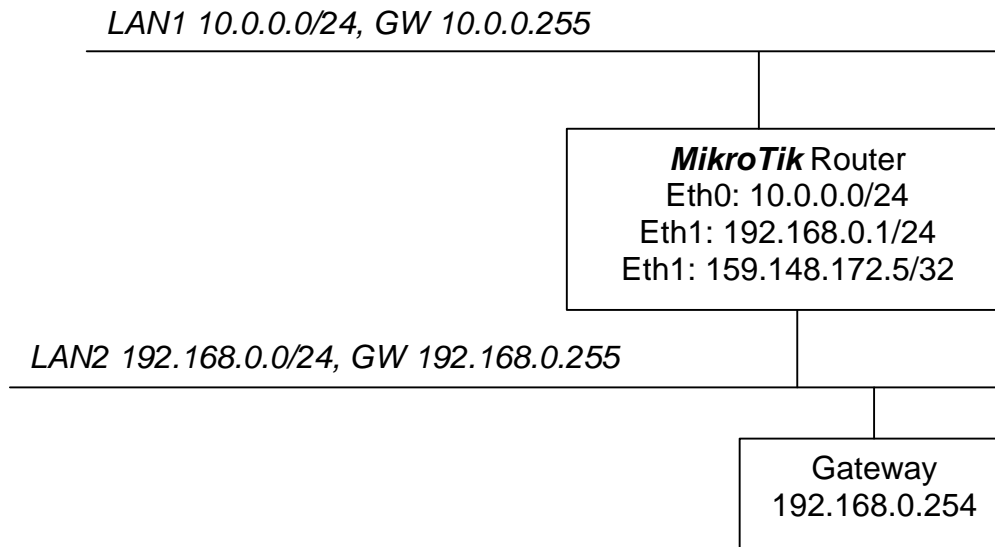 LAN1 10.0.0.0/24, GW 10.0.0.255
MikroTik Router
Eth0: 10.0.0.0/24
Eth1: 192.168.0.1/24
Eth1: 159.148.172.5/32
LAN2 192.168.0.0/24, GW 192.168.0.255
Gateway
192.168.0.254